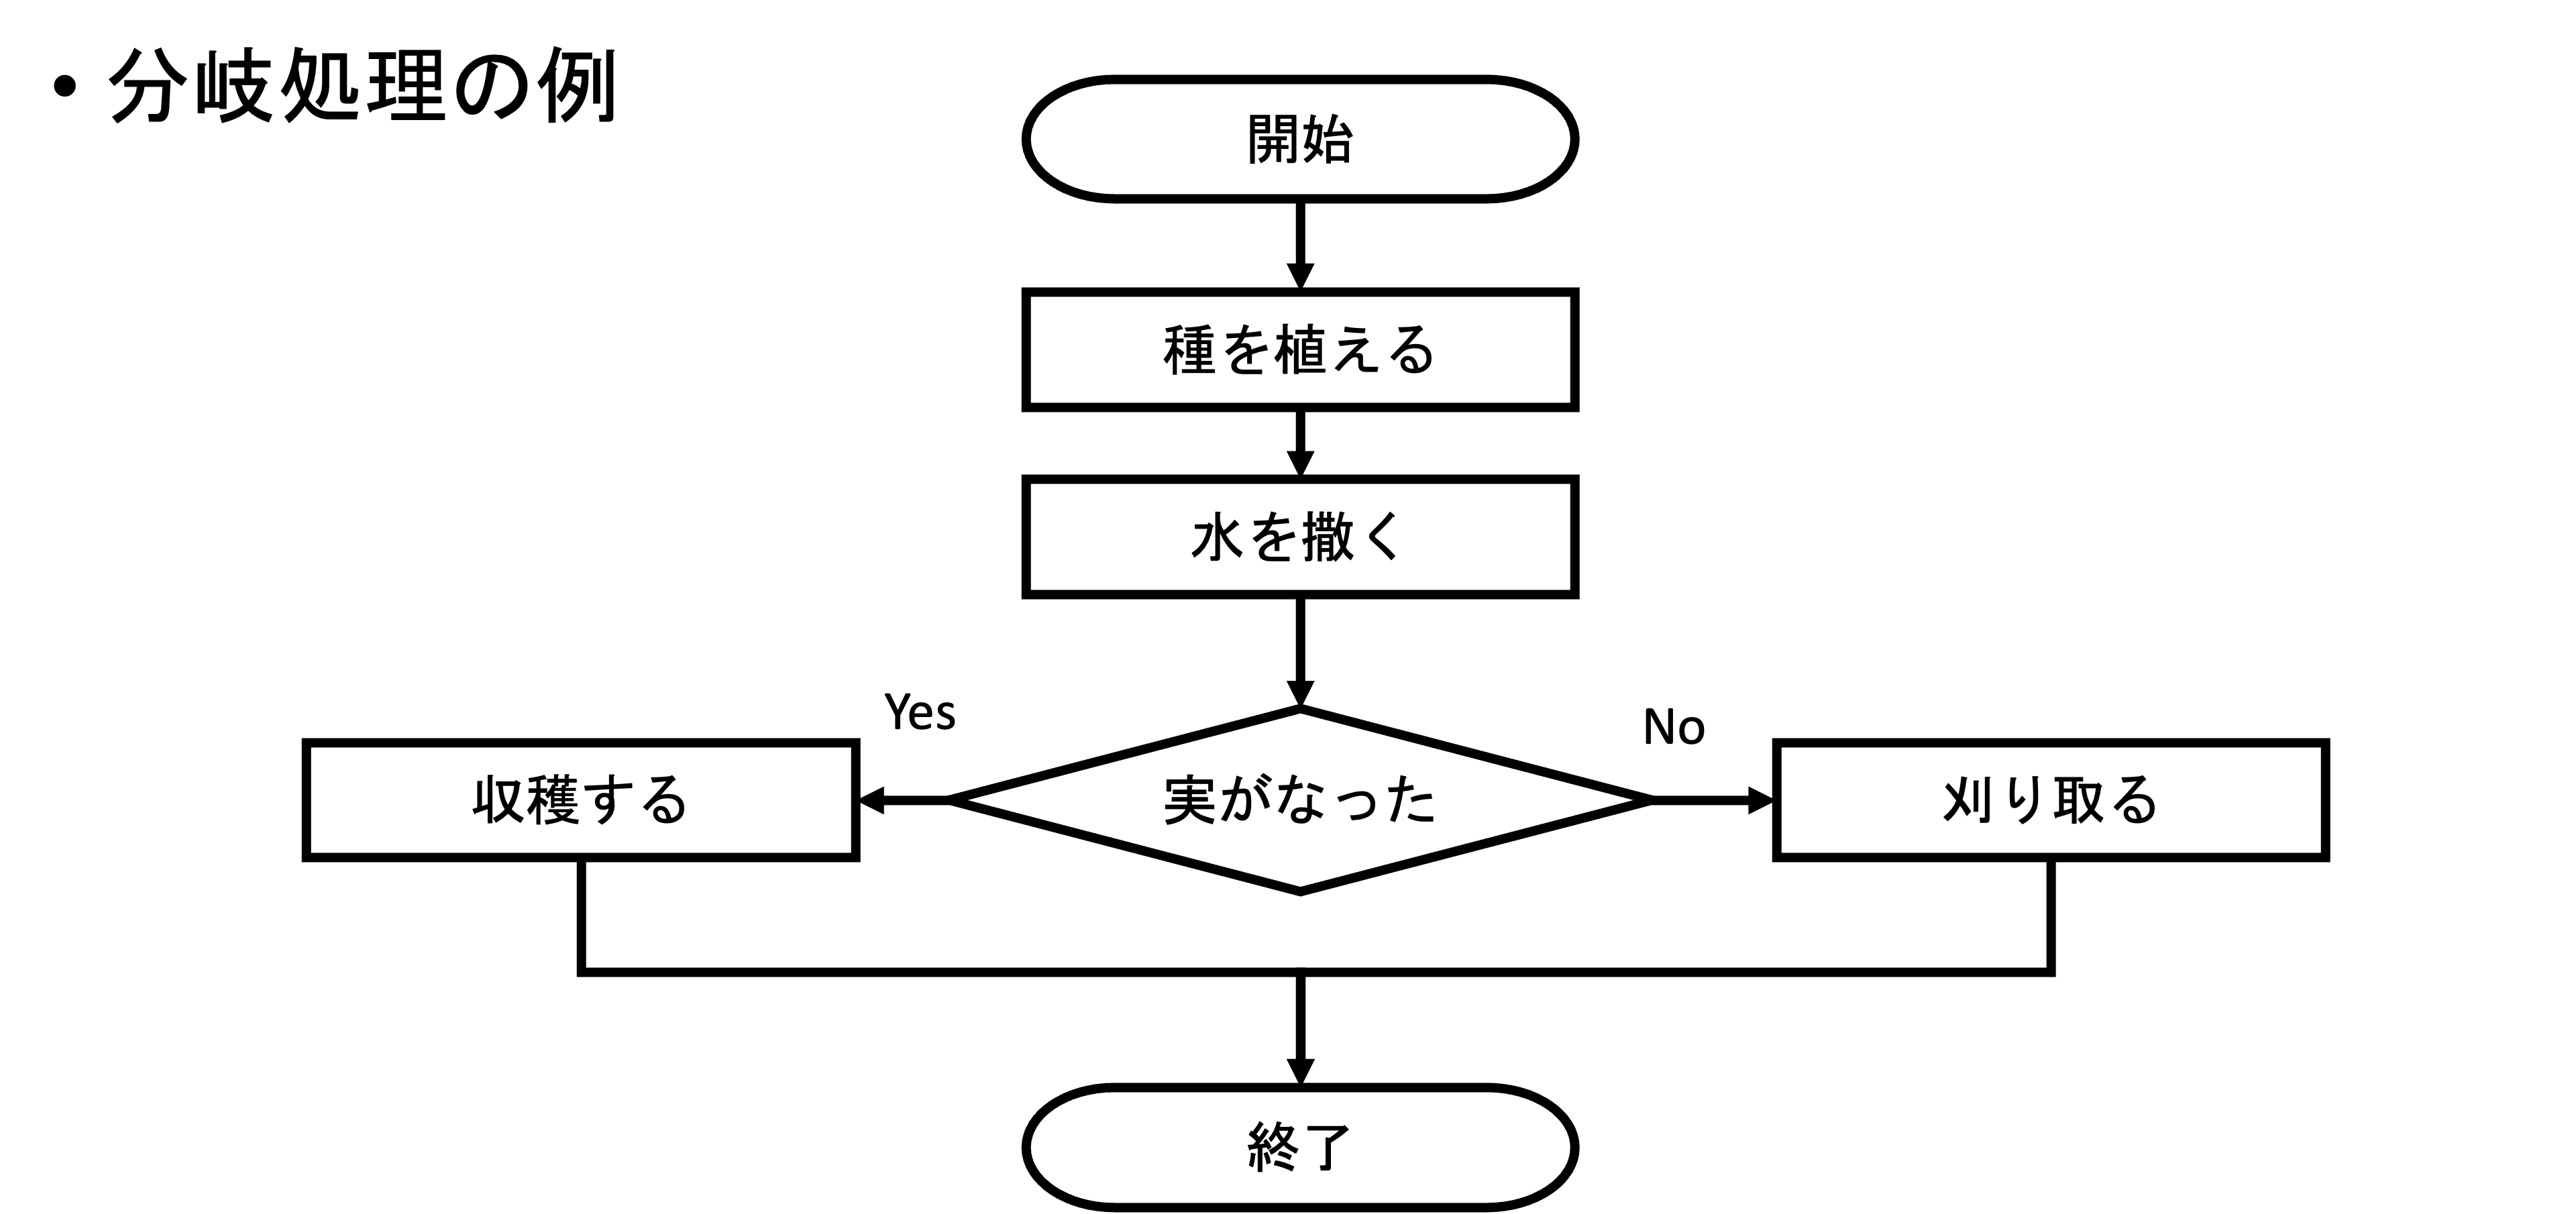 • 分岐処理の例
開始
種を植える
水を撒く
Yes
No
収穫する
実がなった
刈り取る
終了